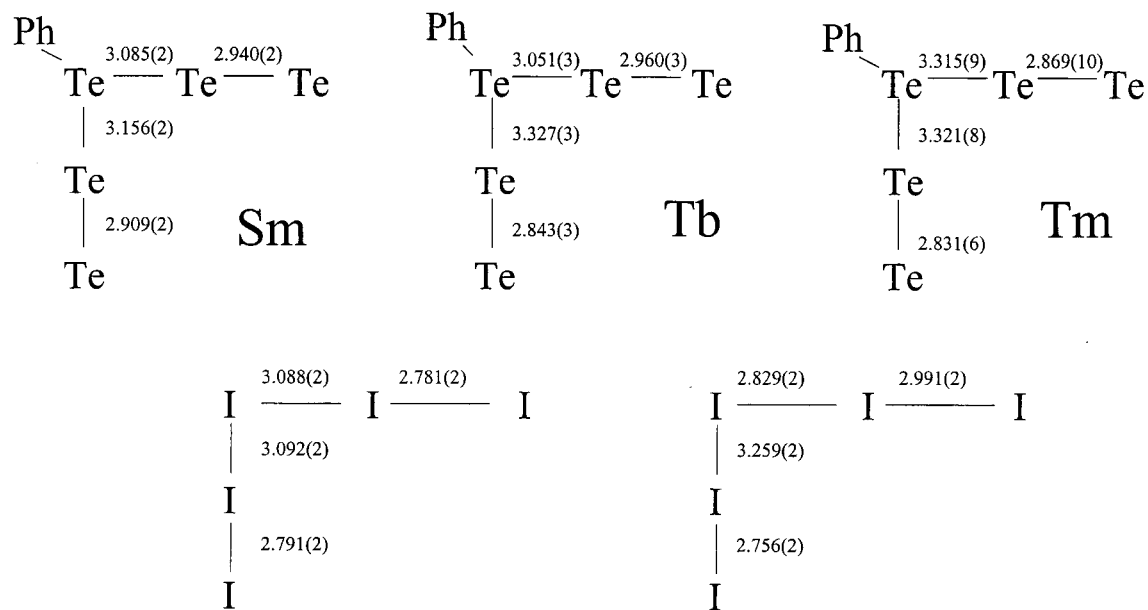 Ph 3.085(2) 2.940(2)
Te Te Te
3.156(2)
Te
2.909(2)
Te
Sm
Ph 3.051(3) 2.960(3)
Te Te Te
3.327(3)
Te
2.843(3)
Te
Tb
Ph 3.315(9) 2.869(10)
Te Te Te
3.321(8)
Te
2.831(6)
Te
Tm
3.088(2) 2.781(2)
I I I
3.092(2)
I
2.791(2)
I
2.829(2) 2.991(2)
I I I
3.259(2)
I
2.756(2)
I